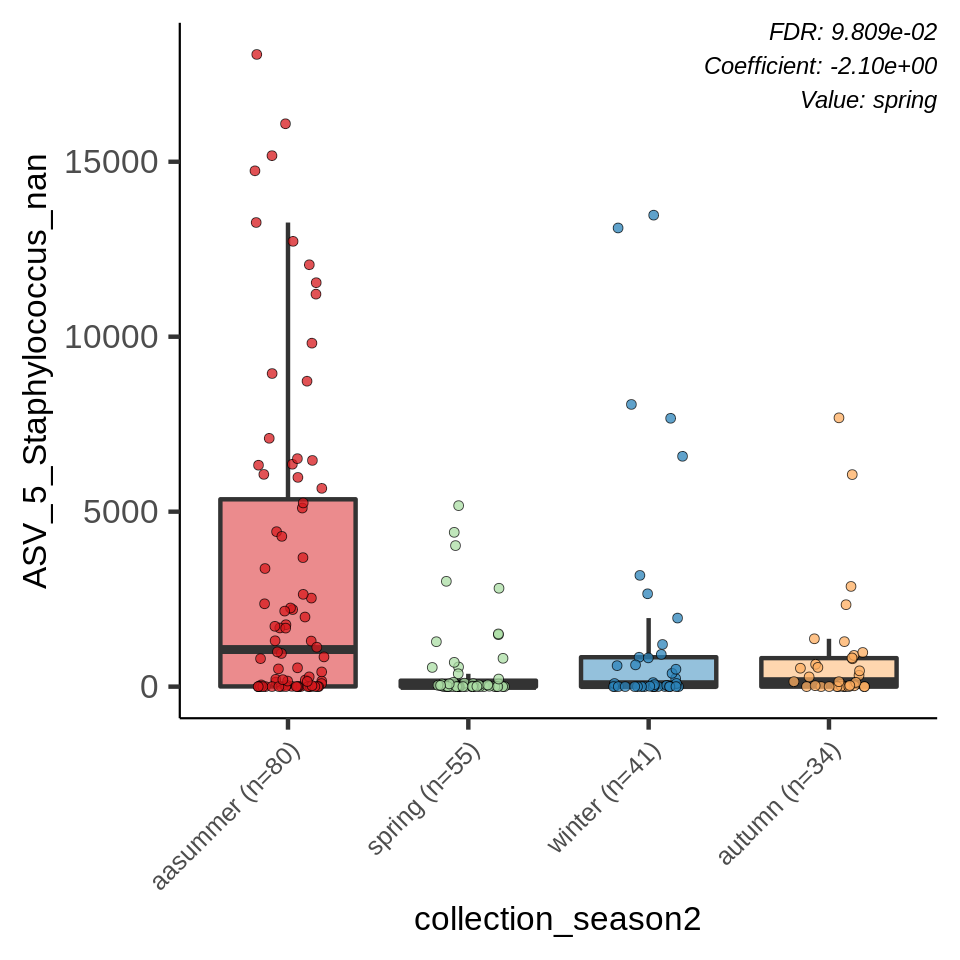 FDR: 9.809e-02
Coefficient: -2.10e+00
Value: spring
ASV_5_Staphylococcus_nan
15000
10000
5000
0
aasummer (n=80)
spring (n=55)
winter (n=41)
autumn (n=34)
collection_season2